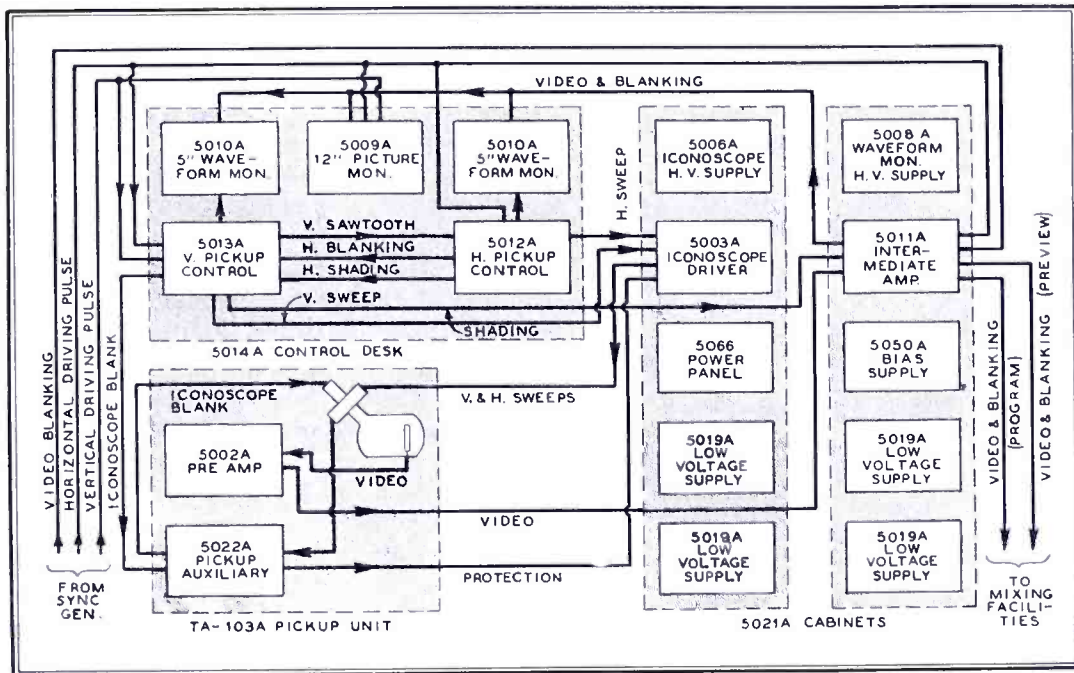 VIDEO & BLANKING
5010A
5" WAVE-
FORM MON.
5009A
12" PICTURE
MON.
5010A
5" WAVE-
FORM MON.
H. SWEEP
5006A
ICONOSCOPE
H.V. SUPPLY
5008A
WAVEFORM
MON.
H.V. SUPPLY
5013A
V. PICKUP
CONTROL
V. SAWTOOTH
H. BLANKING
H. SHADING
5012A
H. PICKUP
CONTROL
5003A
ICONOSCOPE
DRIVER
5011A
INTER-
MEDIATE
AMP.
V. SWEEP
SHADING
5014A CONTROL DESK
5066
POWER
PANEL
5050A
BIAS
SUPPLY
ICONOSCOPE
BLANK
V. & H. SWEEPS
5002A
PRE AMP
VIDEO
5019A
LOW
VOLTAGE
SUPPLY
5019A
LOW
VOLTAGE
SUPPLY
VIDEO
5022A
PICKUP
AUXILIARY
PROTECTION
5019A
LOW
VOLTAGE
SUPPLY
5019A
LOW
VOLTAGE
SUPPLY
TA-103A PICKUP UNIT
5021A CABINETS
VIDEO BLANKING
HORIZONTAL DRIVING PULSE
VERTICAL DRIVING PULSE
ICONOSCOPE BLANK
FROM
SYNC
GEN.
VIDEO & BLANKING
(PROGRAM)
VIDEO & BLANKING (PREVIEW)
TO
MIXING
FACILI-
TIES